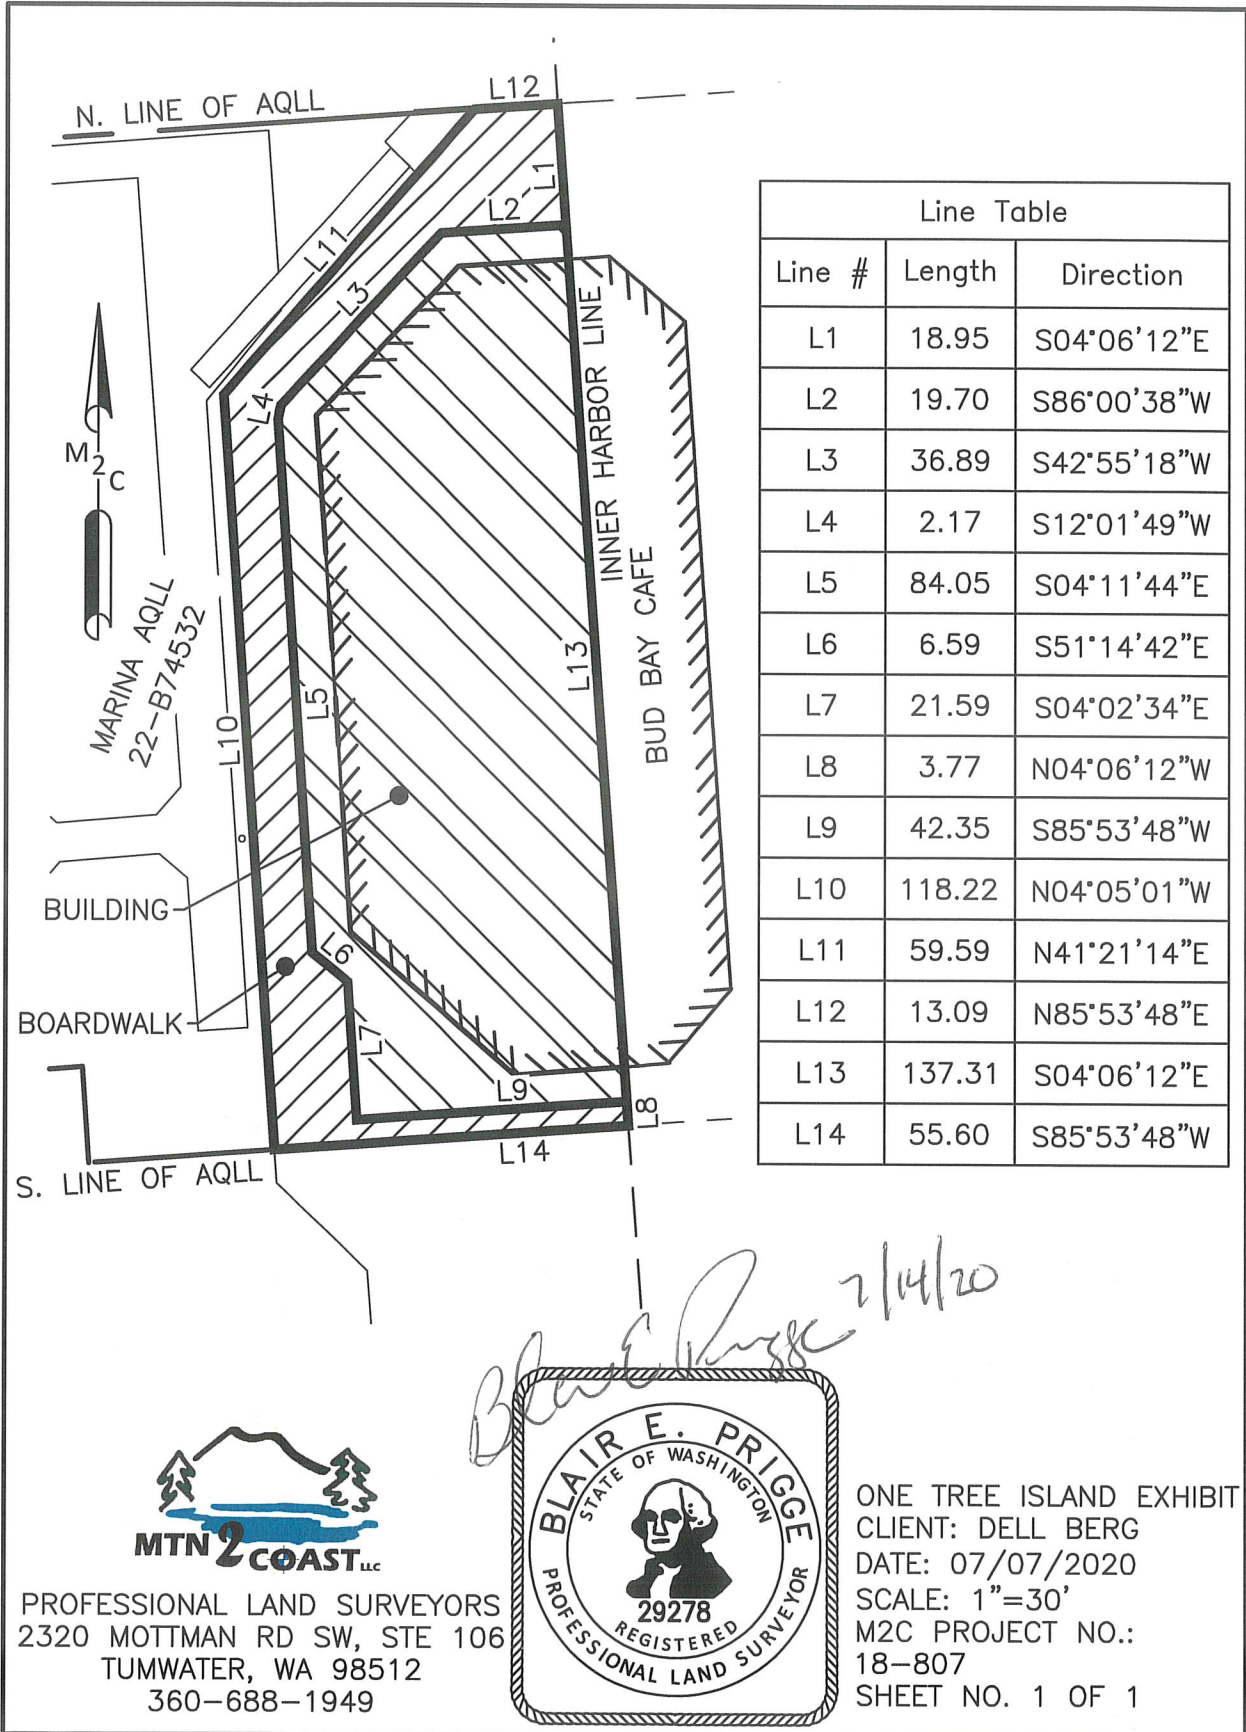 L12
N. LINE OF AQLL
L1
L2
L11
L3
L4
INNER HARBOR LINE
M2C
MARINA AQLL
22-B74532
BUD BAY CAFE
L13
L5
L10
BUILDING
L6
BOARDWALK
L7
L9
L8
L14
S. LINE OF AQLL
Line Table
Line # Length Direction
L1 18.95 S04°06'12"E
L2 19.70 S86°00'38"W
L3 36.89 S42°55'18"W
L4 2.17 S12°01'49"W
L5 84.05 S04°11'44"E
L6 6.59 S51°14'42"E
L7 21.59 S04°02'34"E
L8 3.77 N04°06'12"W
L9 42.35 S85°53'48"W
L10 118.22 N04°05'01"W
L11 59.59 N41°21'14"E
L12 13.09 N85°53'48"E
L13 137.31 S04°06'12"E
L14 55.60 S85°53'48"W
Blair E Prigge 7/14/20
MTN 2 COAST LLC
PROFESSIONAL LAND SURVEYORS
2320 MOTTMAN RD SW, STE 106
TUMWATER, WA 98512
360-688-1949
BLAIR E. PRIGGE
STATE OF WASHINGTON
29278
REGISTERED
PROFESSIONAL LAND SURVEYOR
ONE TREE ISLAND EXHIBIT
CLIENT: DELL BERG
DATE: 07/07/2020
SCALE: 1"=30'
M2C PROJECT NO.:
18-807
SHEET NO. 1 OF 1